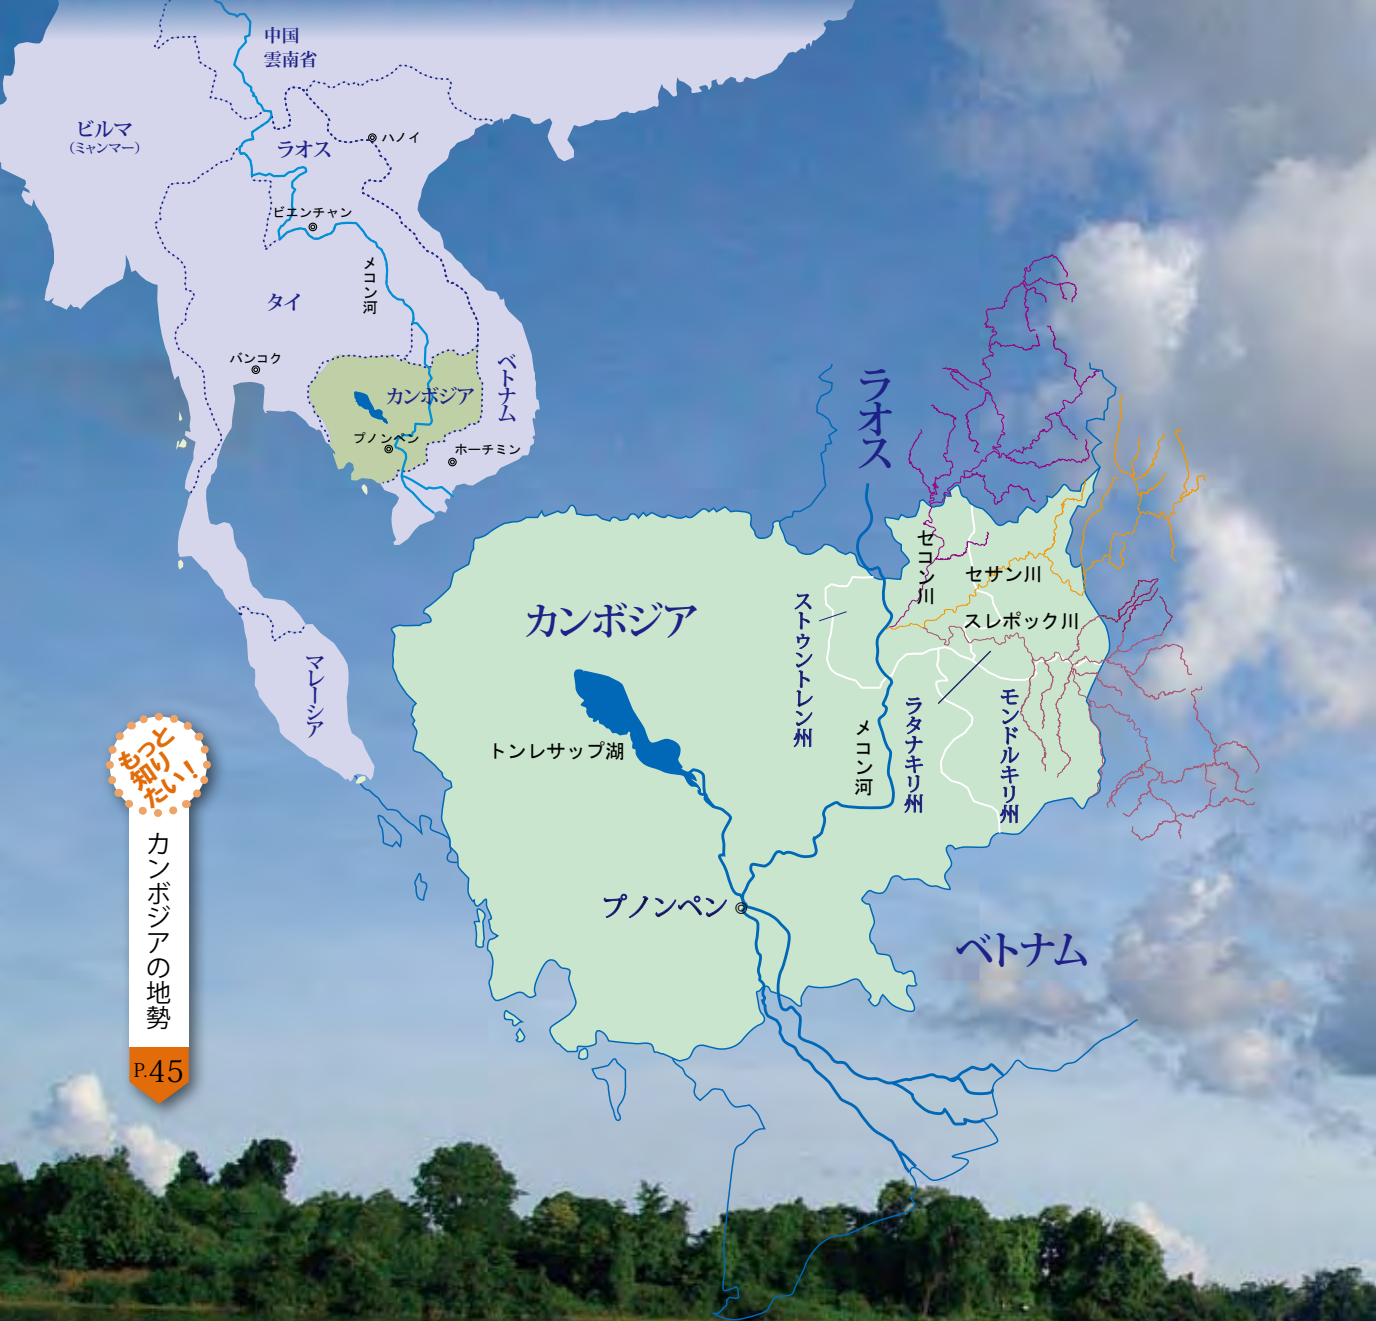 中国
雲南省
ビルマ
(ミャンマー)
ラオス
ハノイ
ビエンチャン
メコン河
タイ
バンコク
カンボジア
ベトナム
プノンペン
ホーチミン
マレーシア
ラオス
セコン川
セサン川
スレポック川
カンボジア
ストゥントレン州
ラタナキリ州
モンドルキリ州
メコン河
トンレサップ湖
プノンペン
ベトナム
もっと
知り
たい!
カンボジアの地勢
P.45